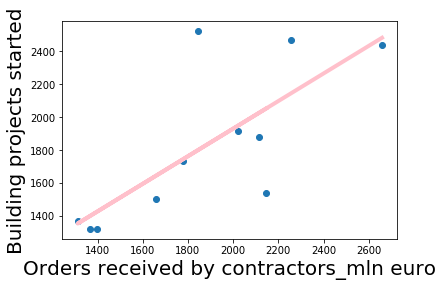 Building projects started
2400
2200
2000
1800
1600
1400
1400 1600 1800 2000 2200 2400 2600
Orders received by contractors_mln euro